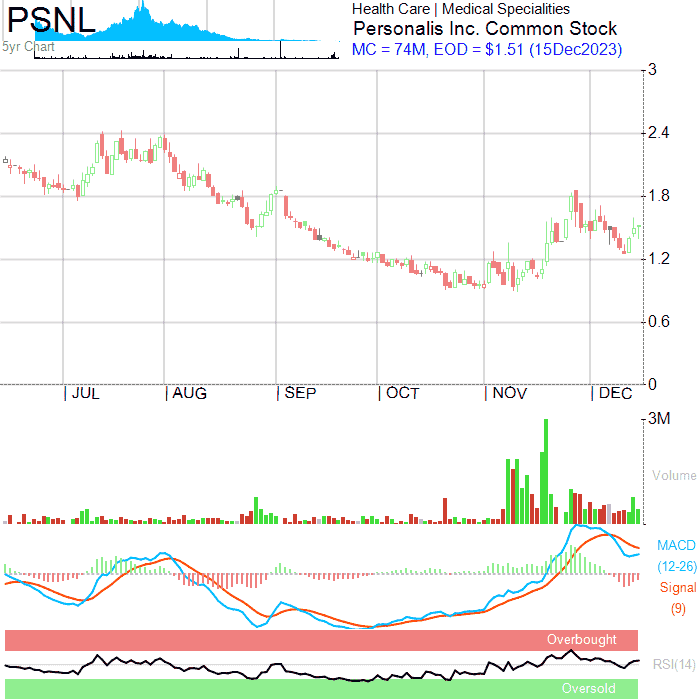 PSNL
5yr Chart
Health Care | Medical Specialities
Personalis Inc. Common Stock
MC = 74M, EOD = $1.51 (15Dec2023)
3
2.4
1.8
1.2
0.6
0
JUL AUG SEP OCT NOV DEC
3M
Volume
MACD
(12-26)
Signal
(9)
Overbought
RSI(14)
Oversold